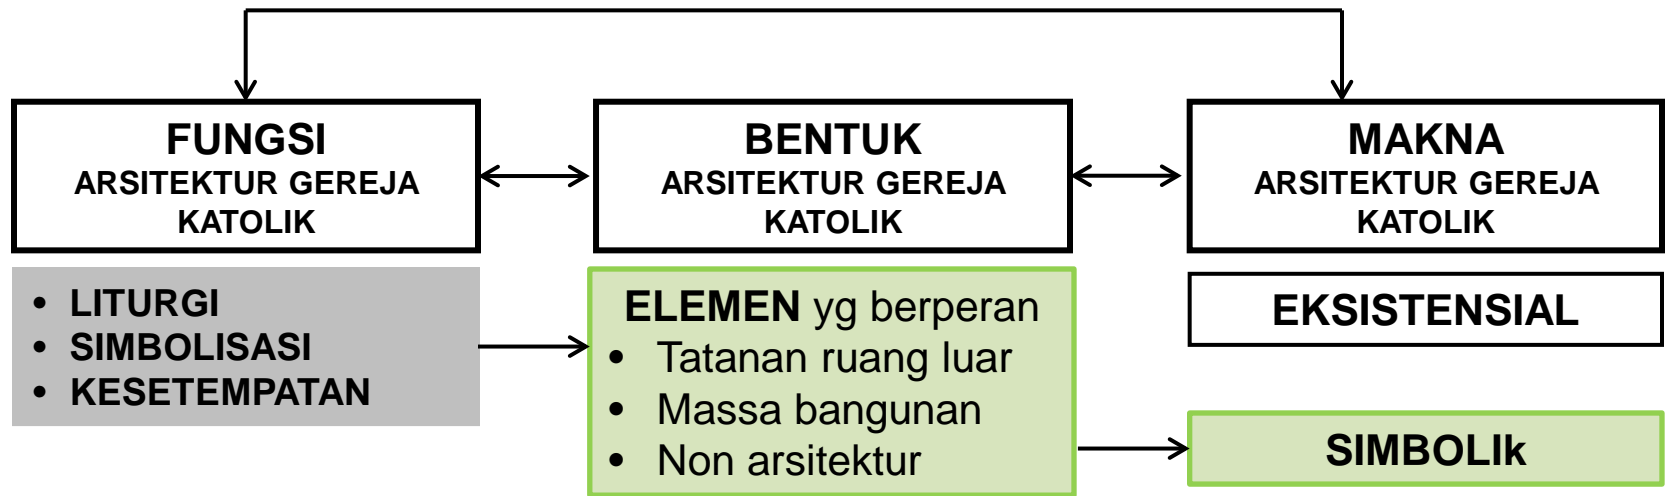 FUNGSI
ARSITEKTUR GEREJA
KATOLIK
BENTUK
ARSITEKTUR GEREJA
KATOLIK
MAKNA
ARSITEKTUR GEREJA
KATOLIK
• LITURGI
• SIMBOLISASI
• KESETEMPATAN
ELEMEN yg berperan
• Tatanan ruang luar
• Massa bangunan
• Non arsitektur
EKSISTENSIAL
SIMBOLIk